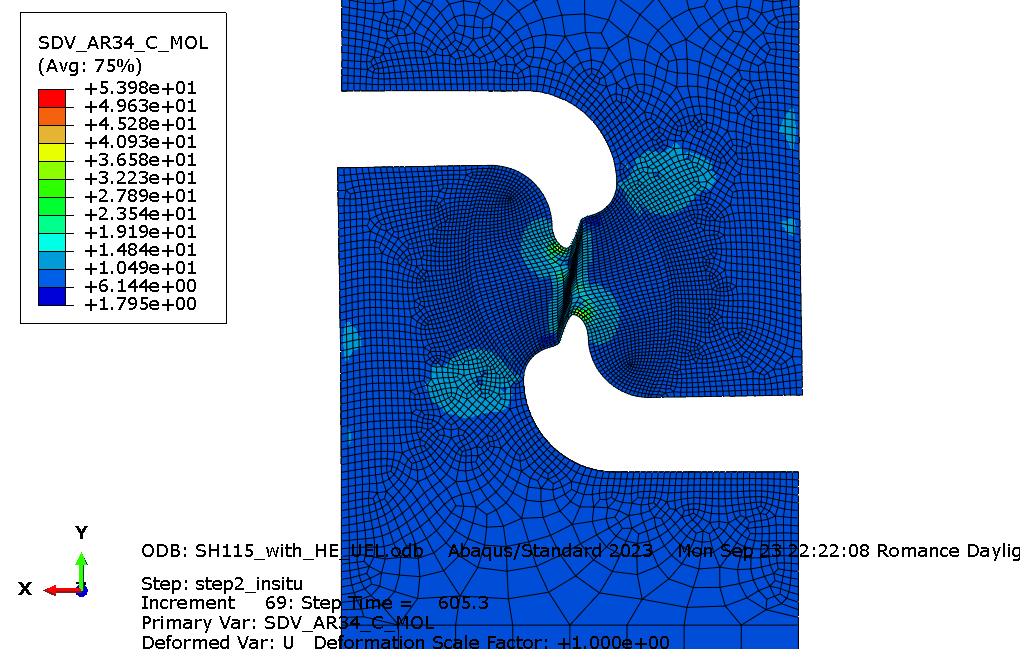 SDV_AR34_C_MOL
(Avg: 75%)
+5.398e+01
+4.963e+01
+4.528e+01
+4.093e+01
+3.658e+01
+3.223e+01
+2.789e+01
+2.354e+01
+1.919e+01
+1.484e+01
+1.049e+01
+6.144e+00
+1.795e+00
Y
X
ODB: SH115_with_HE_UEL.odb Abaqus/Standard 2023 Mon Sep 23 22:22:08 Romance Daylig
Step: step2_insitu
Increment 69: Step Time = 605.3
Primary Var: SDV_AR34_C_MOL
Deformed Var: U Deformation Scale Factor: +1.000e+00